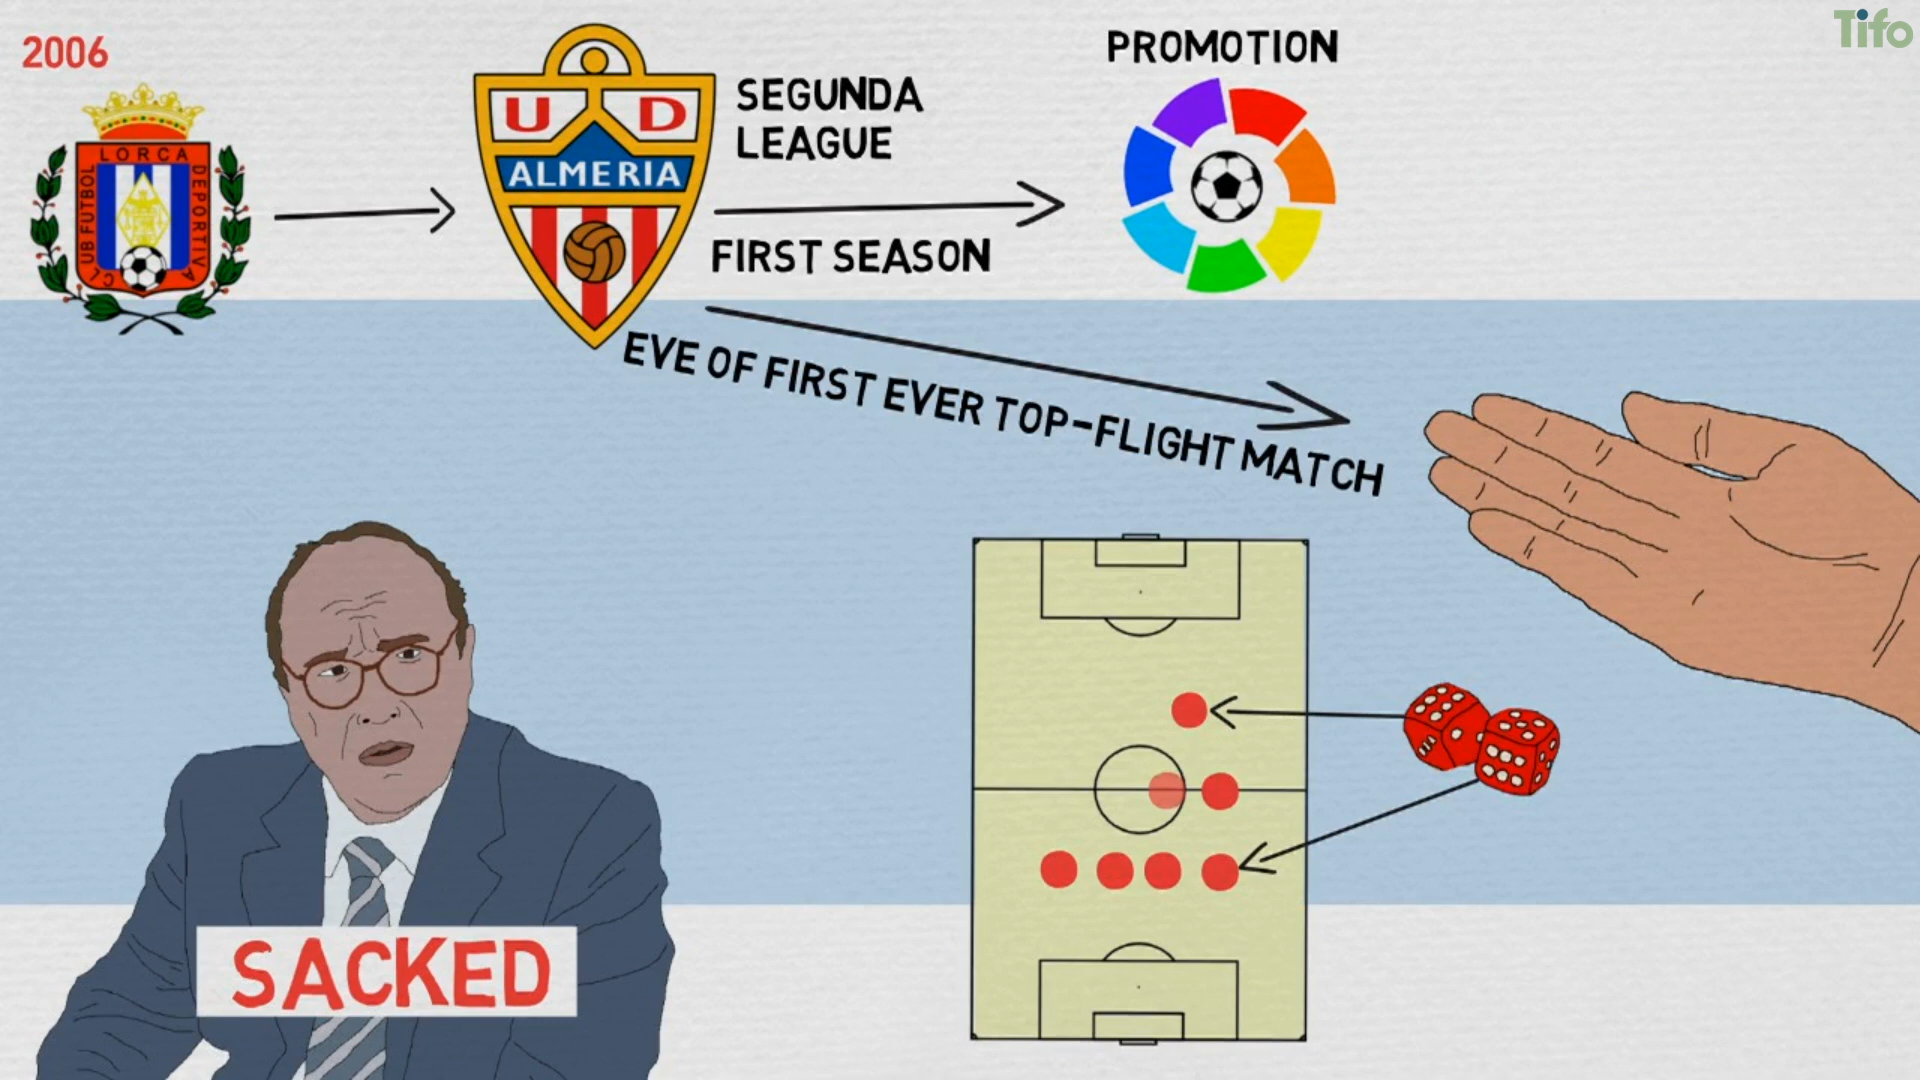 2006
Tifo
PROMOTION
LORCA
CLUB FUTBOL
DEPORTIVA
U D
ALMERIA
SEGUNDA
LEAGUE
FIRST SEASON
EVE OF FIRST EVER TOP-FLIGHT MATCH
SACKED